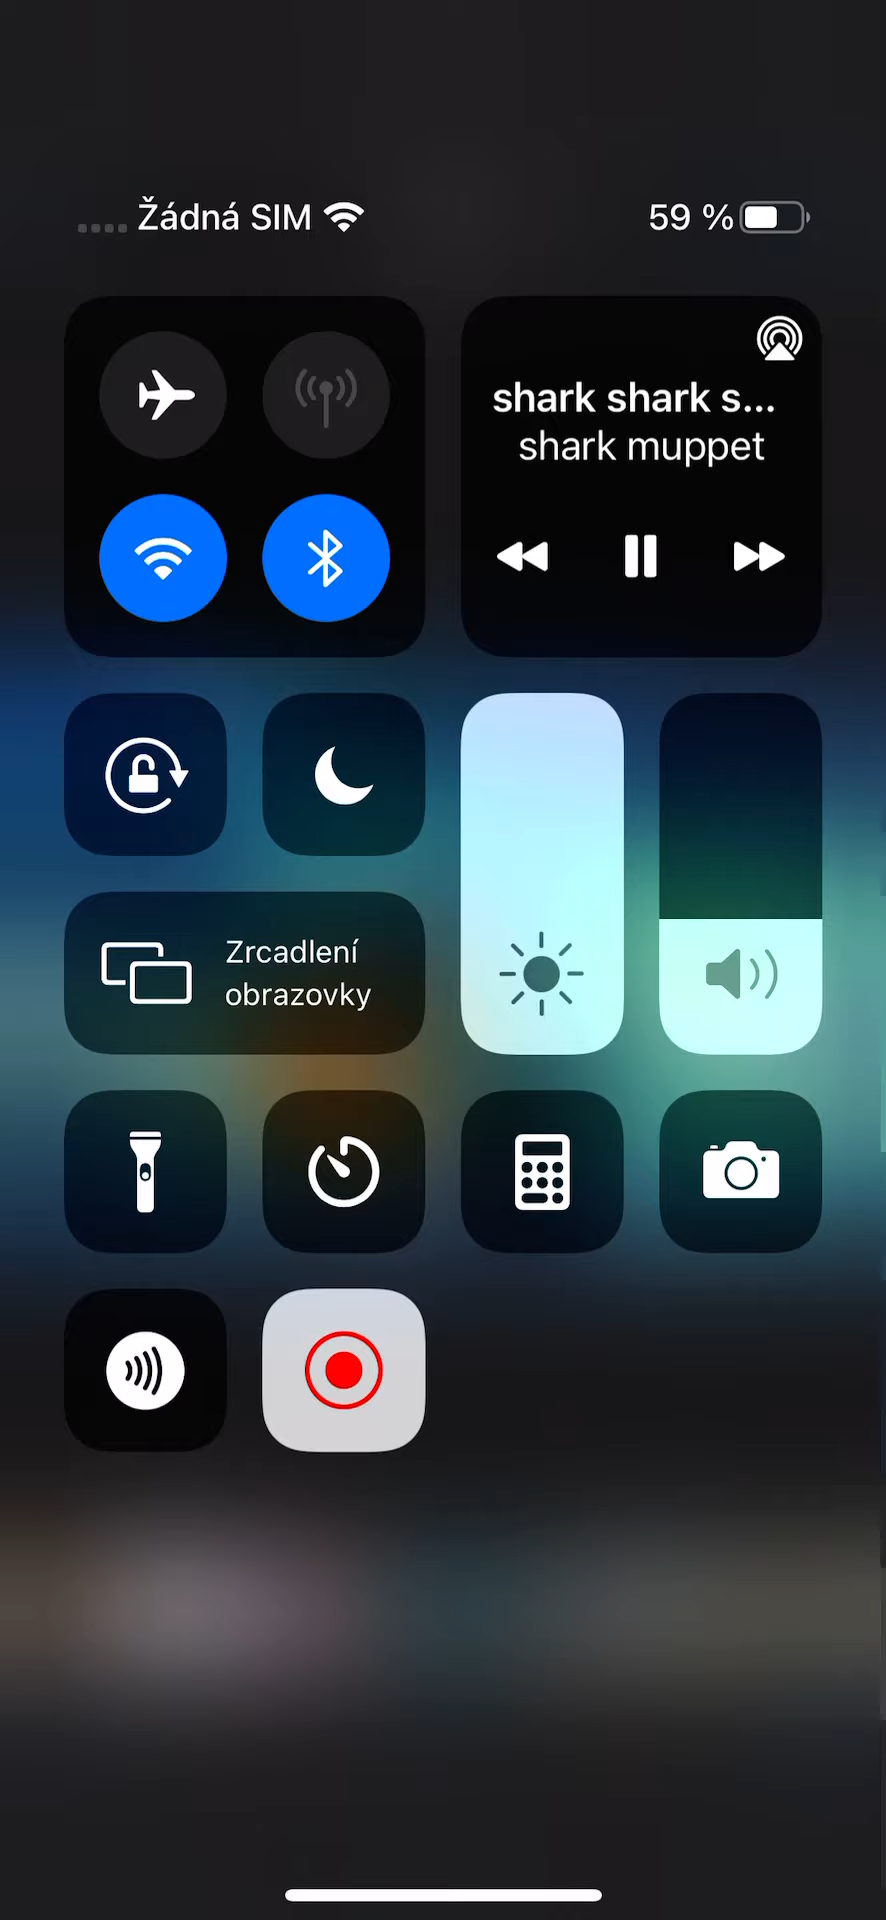 Žádná SIM
59 %
shark shark s...
shark muppet
Zrcadlení
obrazovky